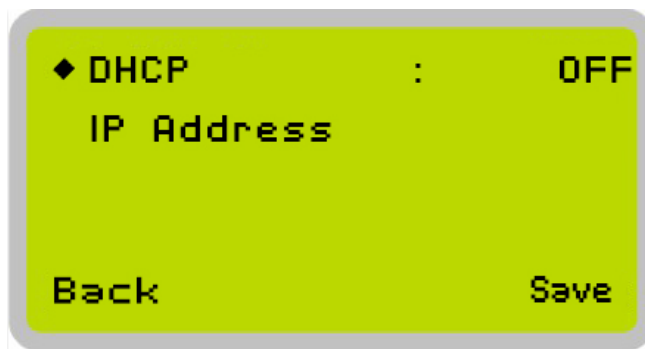 ◆ DHCP : OFF
IP Address
Back Save